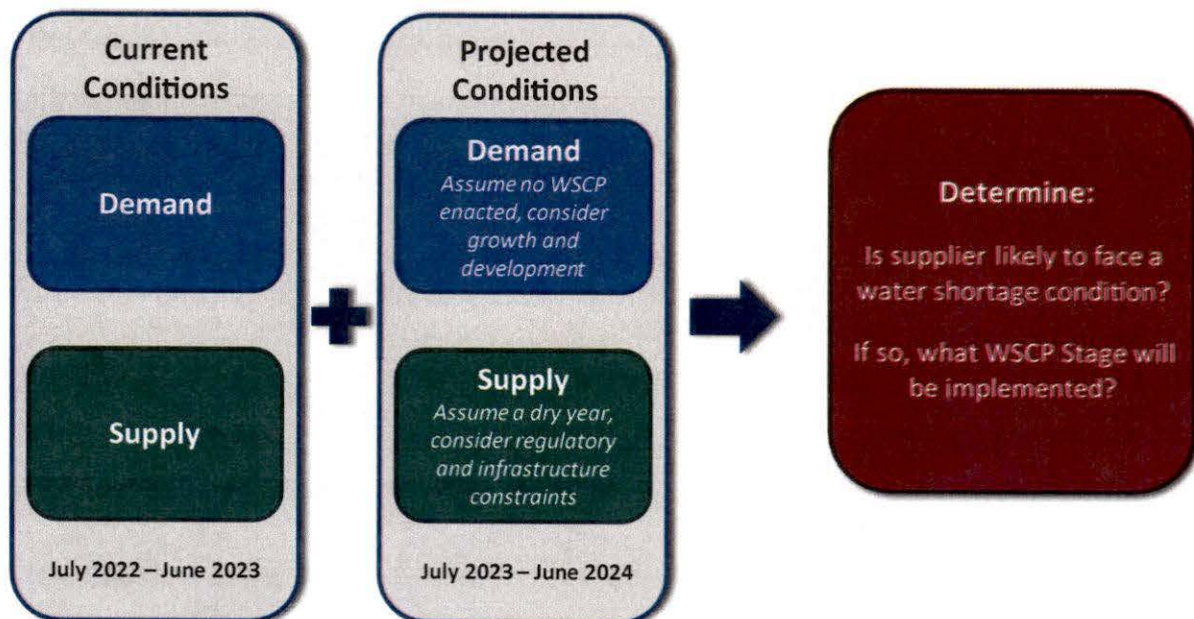 Current
Conditions
Demand
Supply
July 2022 – June 2023
Projected
Conditions
Demand
Assume no WSCP
enacted, consider
growth and
development
Supply
Assume a dry year,
consider regulatory
and infrastructure
constraints
July 2023 – June 2024
Determine:
Is supplier likely to face a
water shortage condition?
If so, what WSCP Stage will
be implemented?